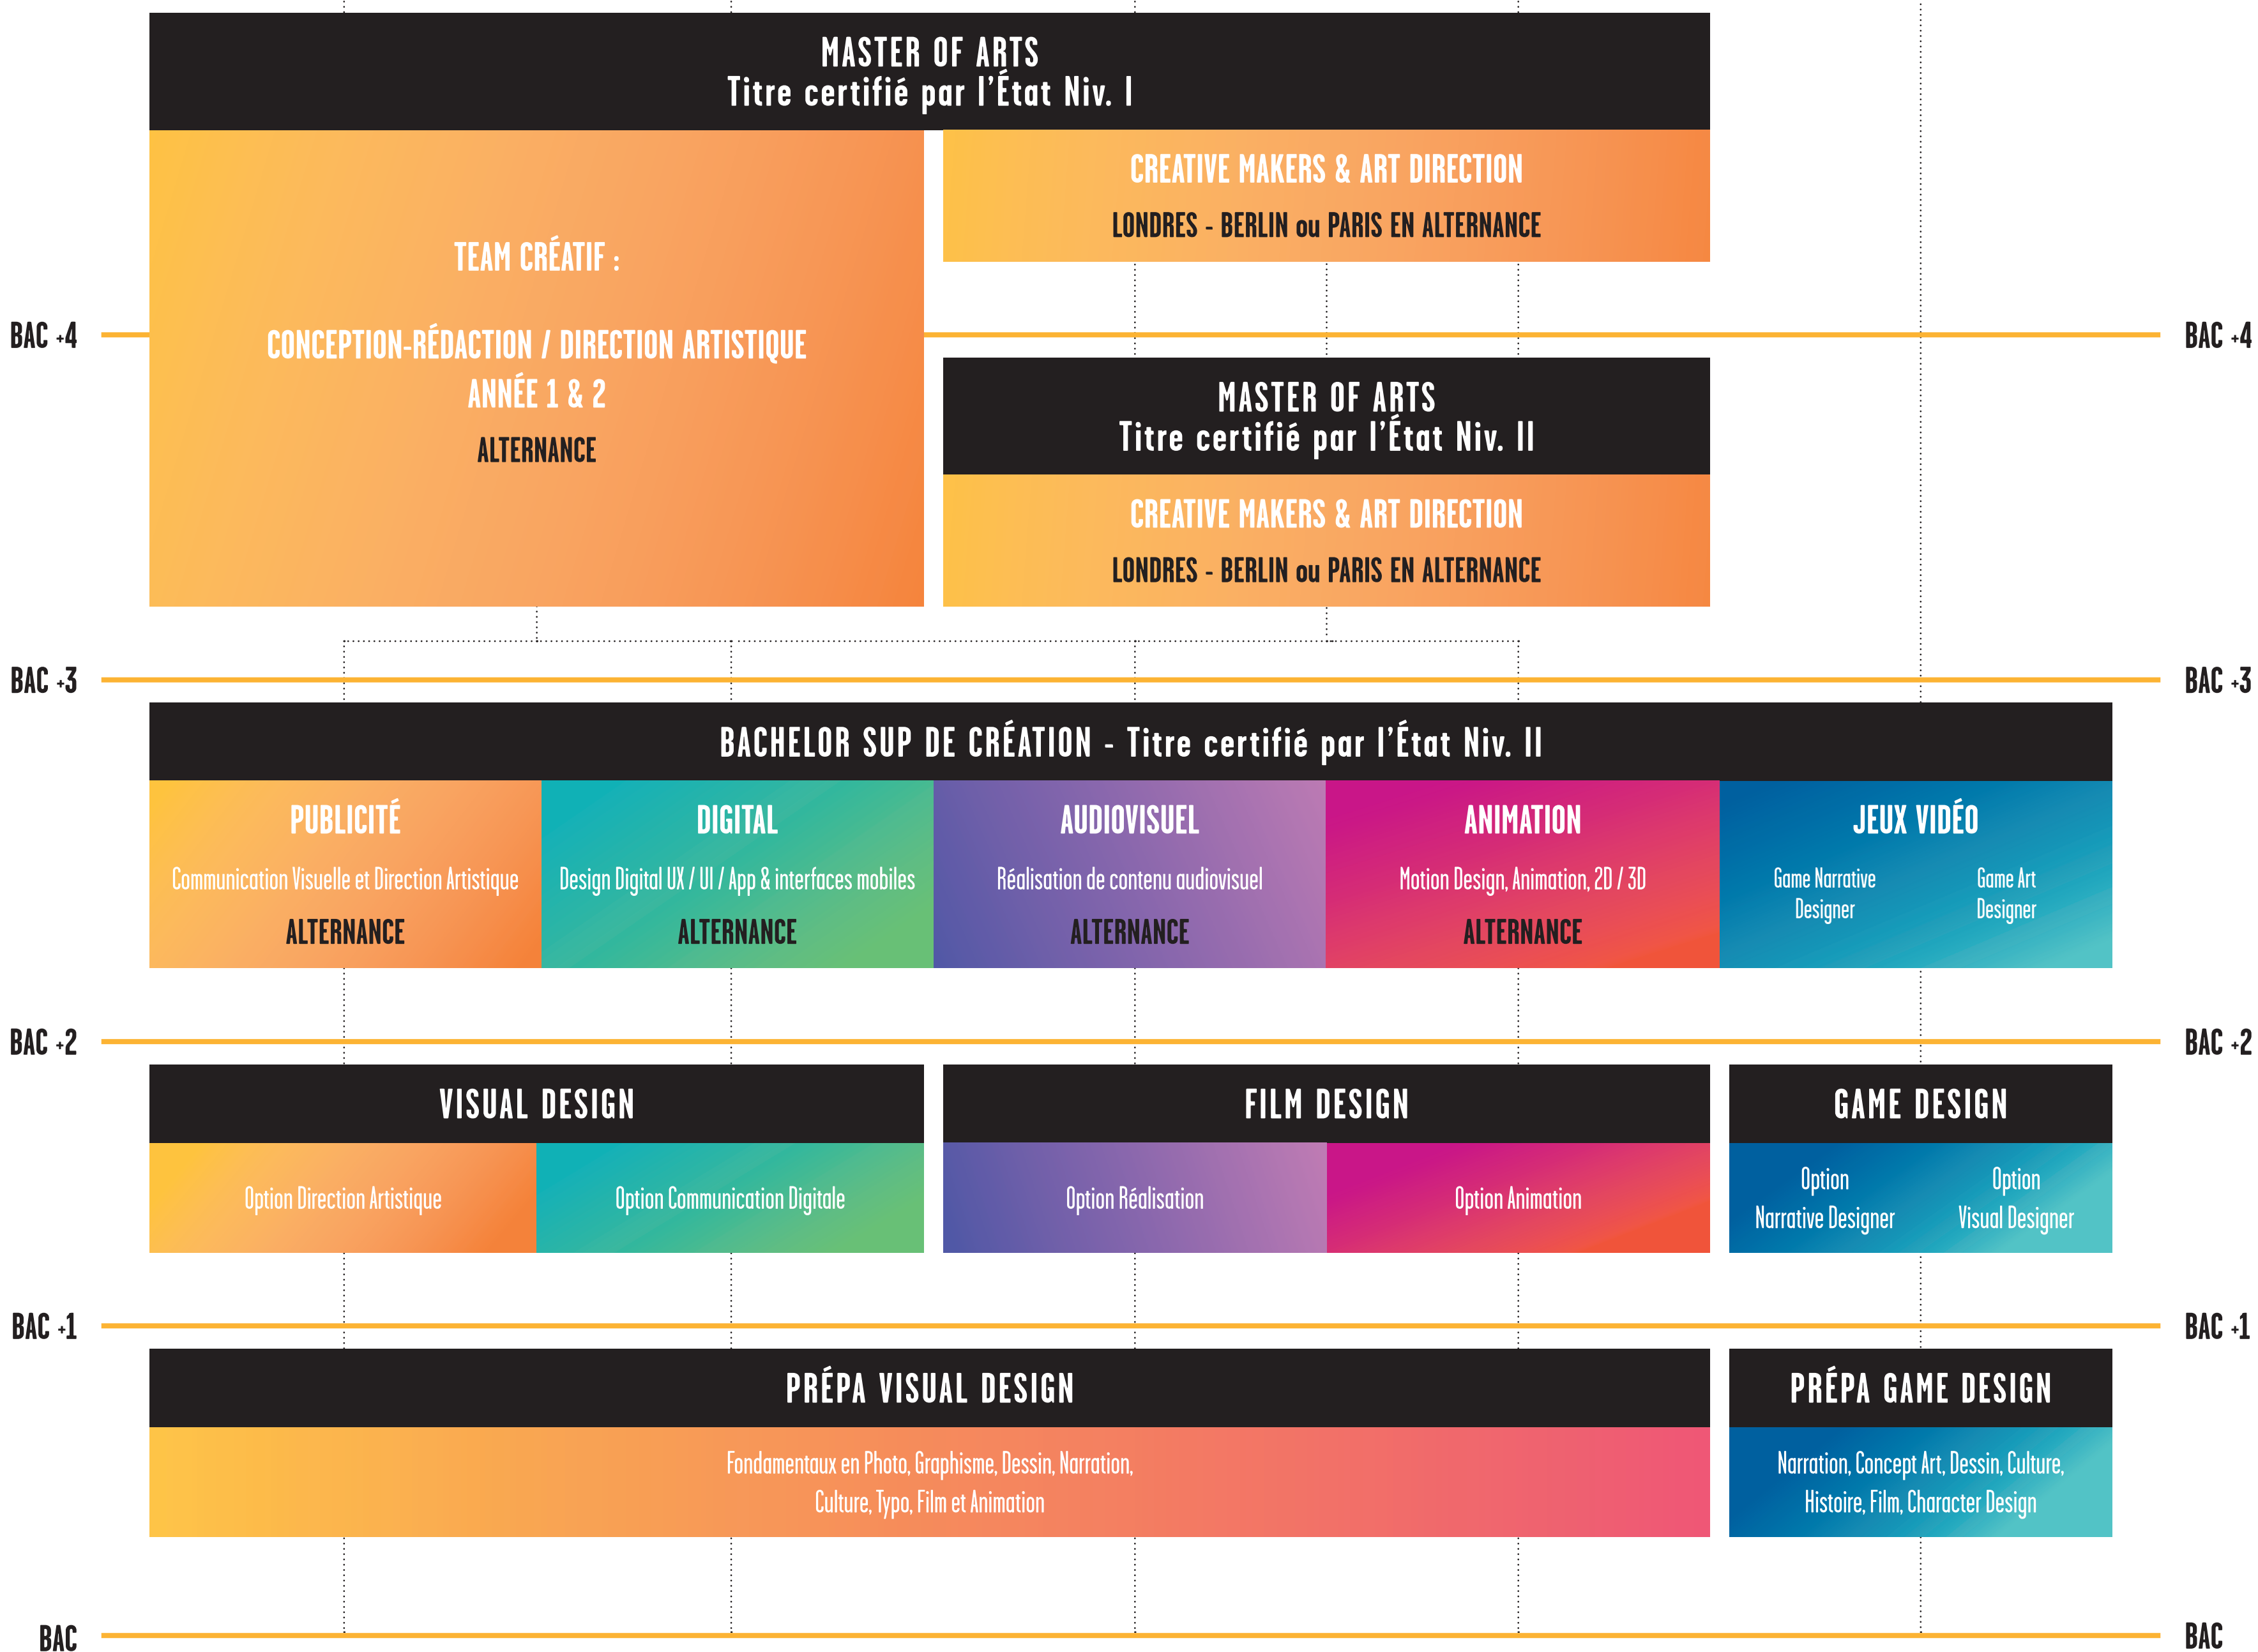 MASTER OF ARTS
Titre certifié par l'État Niv. I
TEAM CRÉATIF :
CONCEPTION-RÉDACTION / DIRECTION ARTISTIQUE
ANNÉE 1 & 2
ALTERNANCE
CREATIVE MAKERS & ART DIRECTION
LONDRES - BERLIN ou PARIS EN ALTERNANCE
BAC +4
BAC +4
MASTER OF ARTS
Titre certifié par l'État Niv. II
CREATIVE MAKERS & ART DIRECTION
LONDRES - BERLIN ou PARIS EN ALTERNANCE
BAC +3
BAC +3
BACHELOR SUP DE CRÉATION - Titre certifié par l'État Niv. II
PUBLICITÉ
Communication Visuelle et Direction Artistique
ALTERNANCE
DIGITAL
Design Digital UX / UI / App & interfaces mobiles
ALTERNANCE
AUDIOVISUEL
Réalisation de contenu audiovisuel
ALTERNANCE
ANIMATION
Motion Design, Animation, 2D / 3D
ALTERNANCE
JEUX VIDÉO
Game Narrative
Designer
Game Art
Designer
BAC +2
BAC +2
VISUAL DESIGN
Option Direction Artistique
Option Communication Digitale
FILM DESIGN
Option Réalisation
Option Animation
GAME DESIGN
Option
Narrative Designer
Option
Visual Designer
BAC +1
BAC +1
PRÉPA VISUAL DESIGN
Fondamentaux en Photo, Graphisme, Dessin, Narration,
Culture, Typo, Film et Animation
PRÉPA GAME DESIGN
Narration, Concept Art, Dessin, Culture,
Histoire, Film, Character Design
BAC
BAC